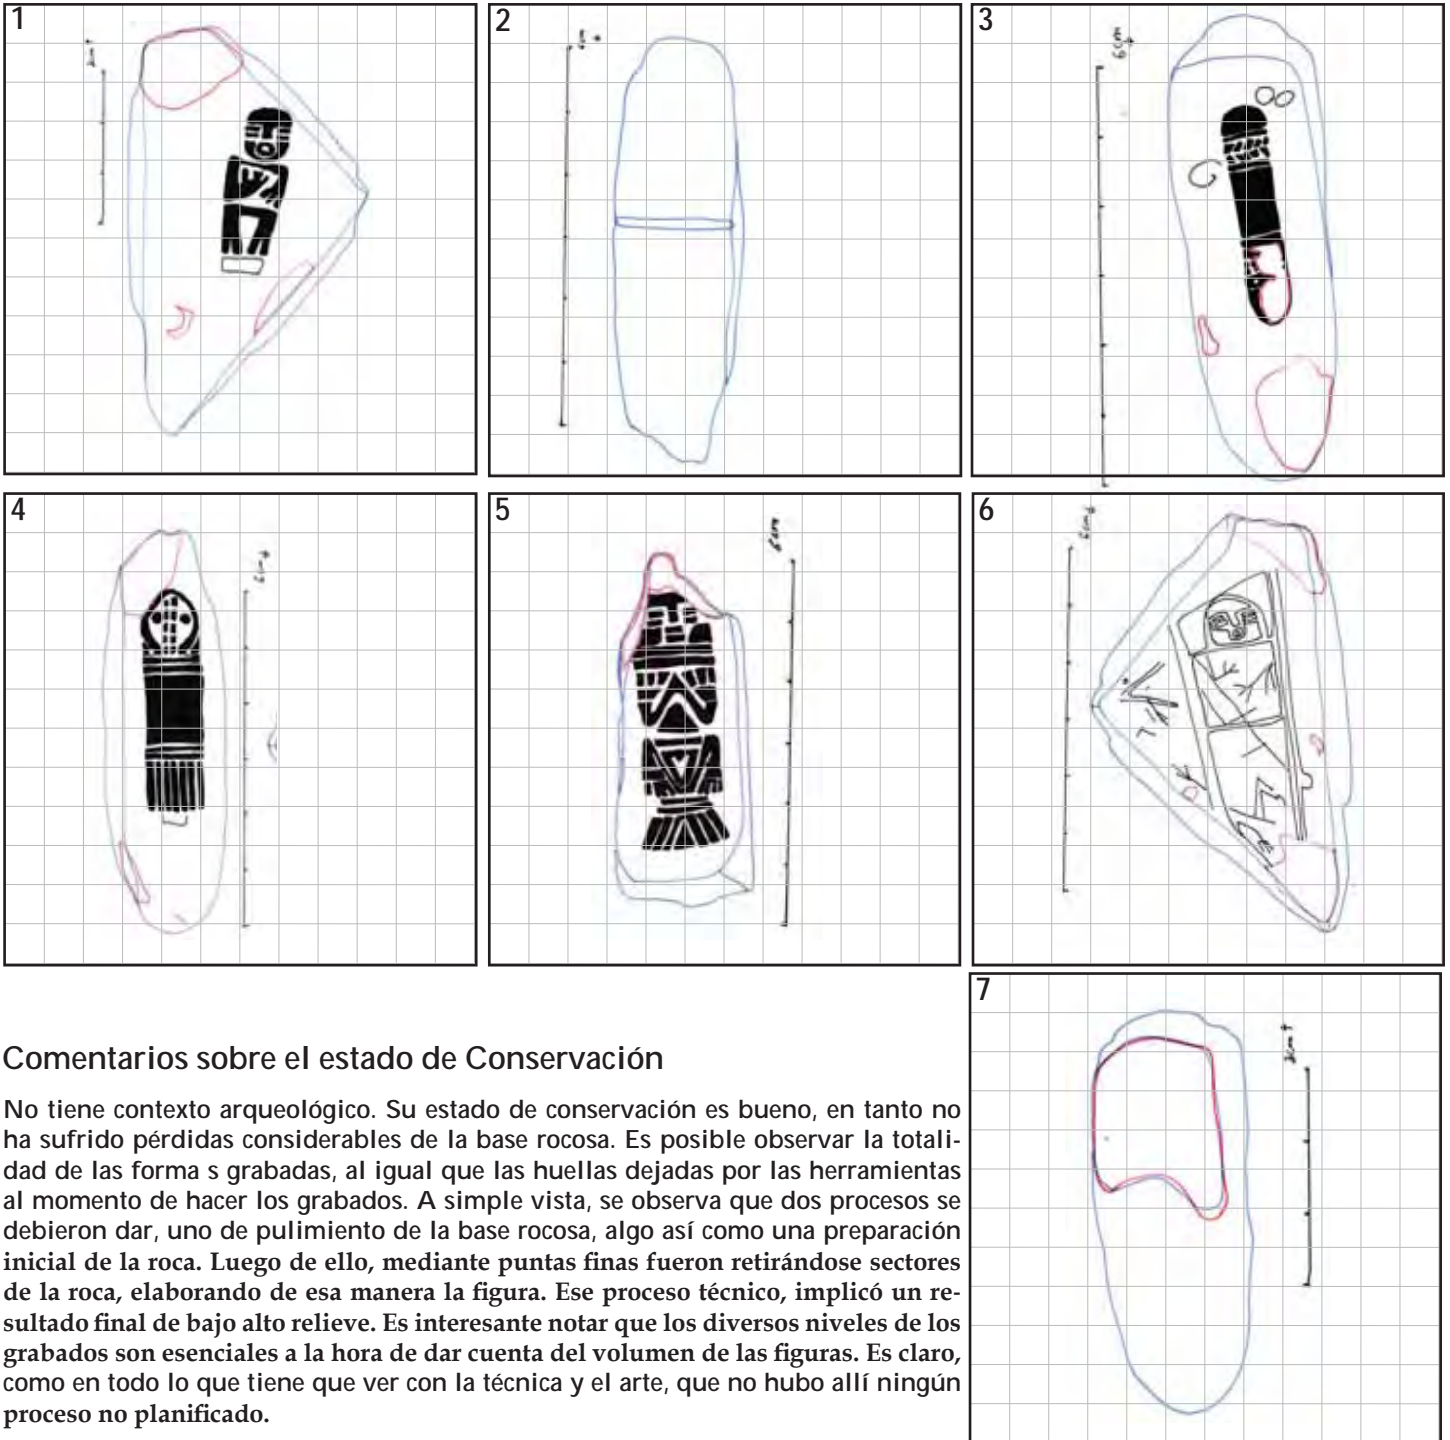 1
2cm†
2
6cm
3
6cm
4
6cm
5
6cm
6
6cm
7
3cm†
Comentarios sobre el estado de Conservación
No tiene contexto arqueológico. Su estado de conservación es bueno, en tanto no
ha sufrido pérdidas considerables de la base rocosa. Es posible observar la totali-
dad de las forma s grabadas, al igual que las huellas dejadas por las herramientas
al momento de hacer los grabados. A simple vista, se observa que dos procesos se
debieron dar, uno de pulimiento de la base rocosa, algo así como una preparación
inicial de la roca. Luego de ello, mediante puntas finas fueron retirándose sectores
de la roca, elaborando de esa manera la figura. Ese proceso técnico, implicó un re-
sultado final de bajo alto relieve. Es interesante notar que los diversos niveles de los
grabados son esenciales a la hora de dar cuenta del volumen de las figuras. Es claro,
como en todo lo que tiene que ver con la técnica y el arte, que no hubo allí ningún
proceso no planificado.